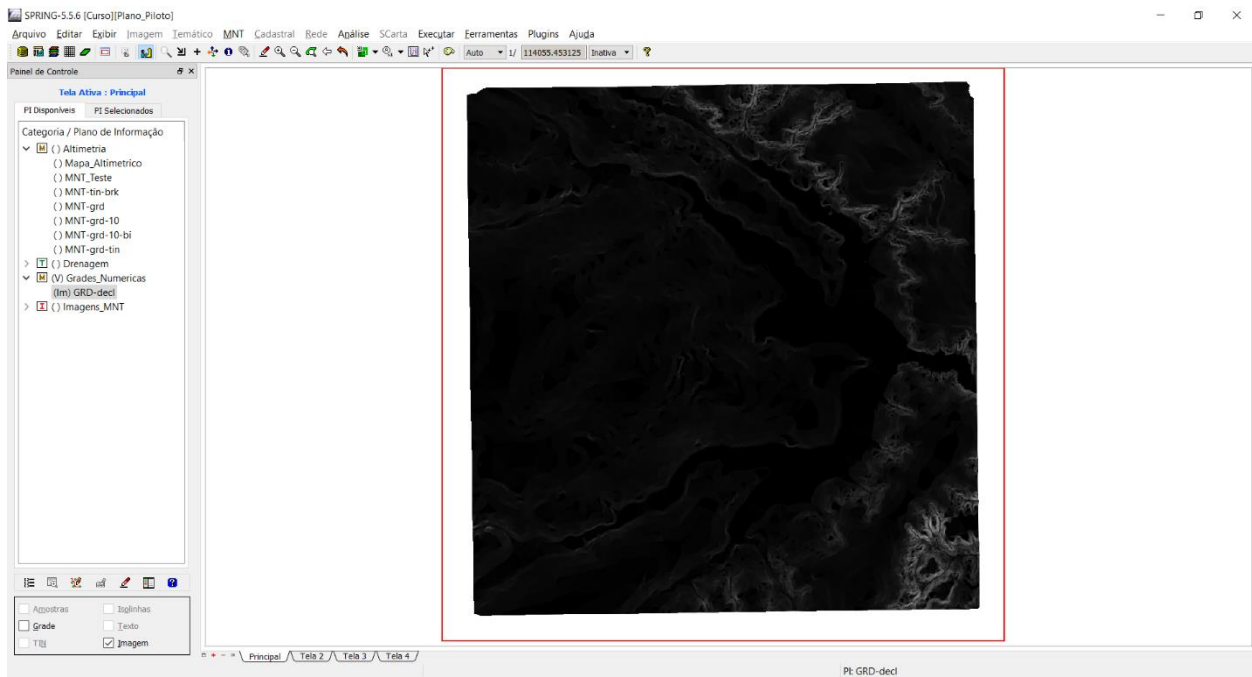 SPRING-5.5.6 [Curso][Plano_Piloto]
Arquivo Editar Exibir Imagem Temático MNT Cadastral Rede Análise SCarta Executar Ferramentas Plugins Ajuda
Auto 1/ 114055.453125 Inativa
Painel de Controle
Tela Ativa : Principal
PI Disponíveis PI Selecionados
Categoria / Plano de Informação
M ( ) Altimetria
( ) Mapa_Altimetrico
( ) MNT_Teste
( ) MNT-tin-brk
( ) MNT-grd
( ) MNT-grd-10
( ) MNT-grd-10-bi
( ) MNT-grd-tin
T ( ) Drenagem
M (V) Grades_Numericas
(Im) GRD-decl
I ( ) Imagens_MNT
Amostras Isolinhas
Grade Texto
TIN Imagem
Principal Tela 2 Tela 3 Tela 4
PI: GRD-decl